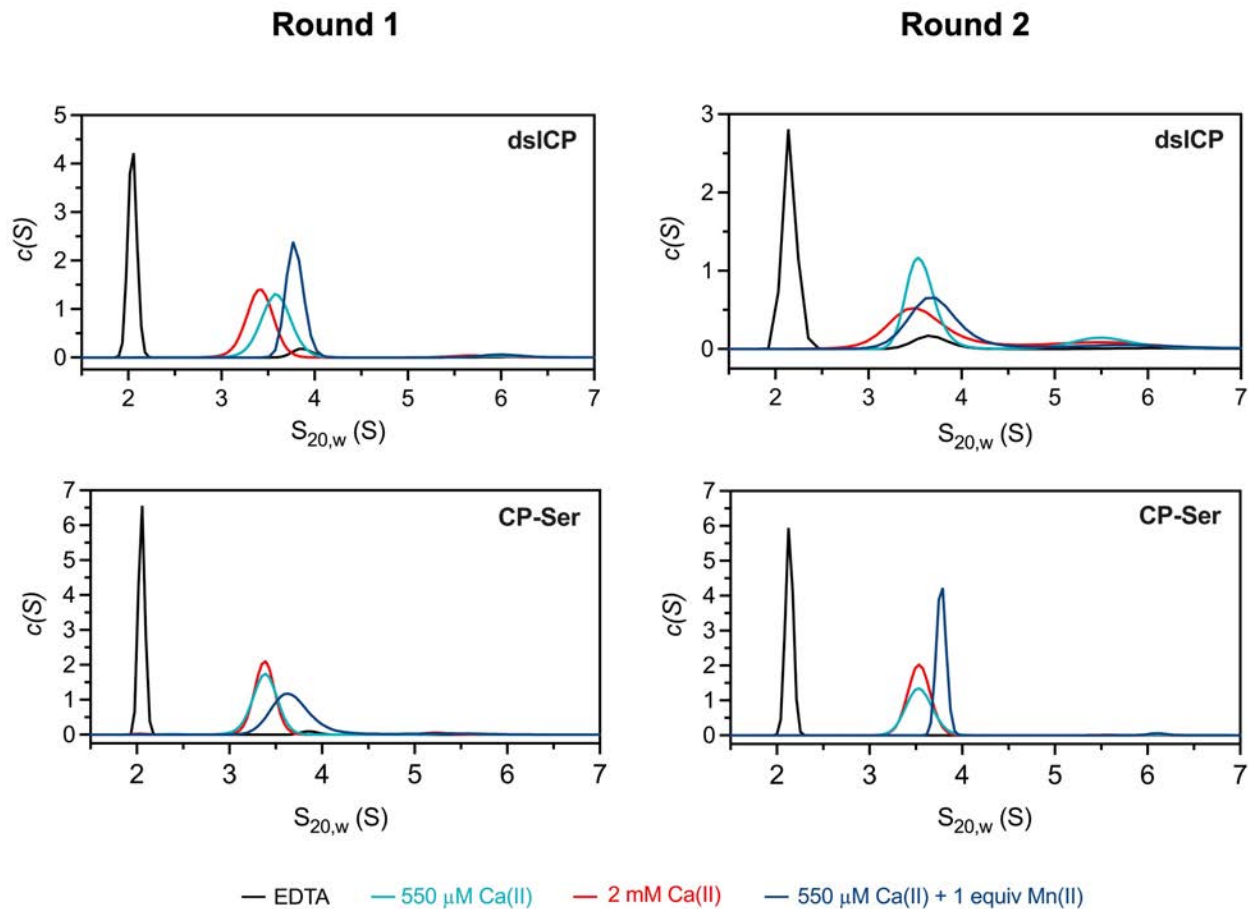 Round 1
Round 2
dslCP
5
4
3
2
1
0
c(S)
2 3 4 5 6 7
S20,w (S)
dslCP
3
2
1
0
c(S)
2 3 4 5 6 7
S20,w (S)
CP-Ser
7
6
5
4
3
2
1
0
c(S)
2 3 4 5 6 7
S20,w (S)
CP-Ser
7
6
5
4
3
2
1
0
c(S)
2 3 4 5 6 7
S20,w (S)
EDTA 550 μM Ca(II) 2 mM Ca(II) 550 μM Ca(II) + 1 equiv Mn(II)